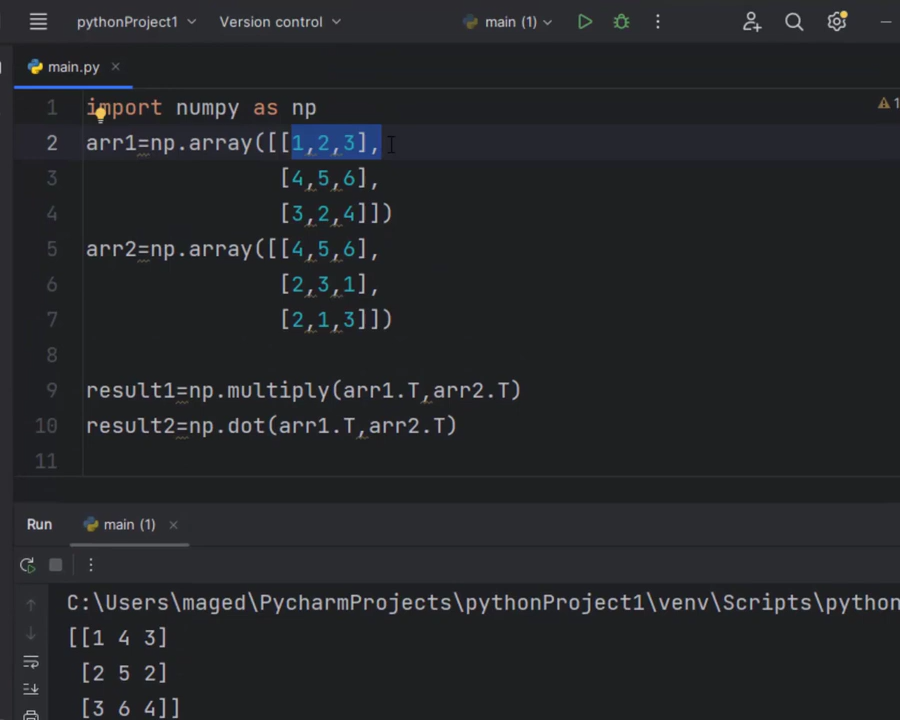 pythonProject1 Version control main (1)
main.py
1 import numpy as np 1
2 arr1=np.array([[1,2,3],
3 [4,5,6],
4 [3,2,4]])
5 arr2=np.array([[4,5,6],
6 [2,3,1],
7 [2,1,3]])
8
9 result1=np.multiply(arr1.T,arr2.T)
10 result2=np.dot(arr1.T,arr2.T)
11
Run main (1)
C:\Users\maged\PycharmProjects\pythonProject1\venv\Scripts\python
[[1 4 3]
[2 5 2]
[3 6 4]]